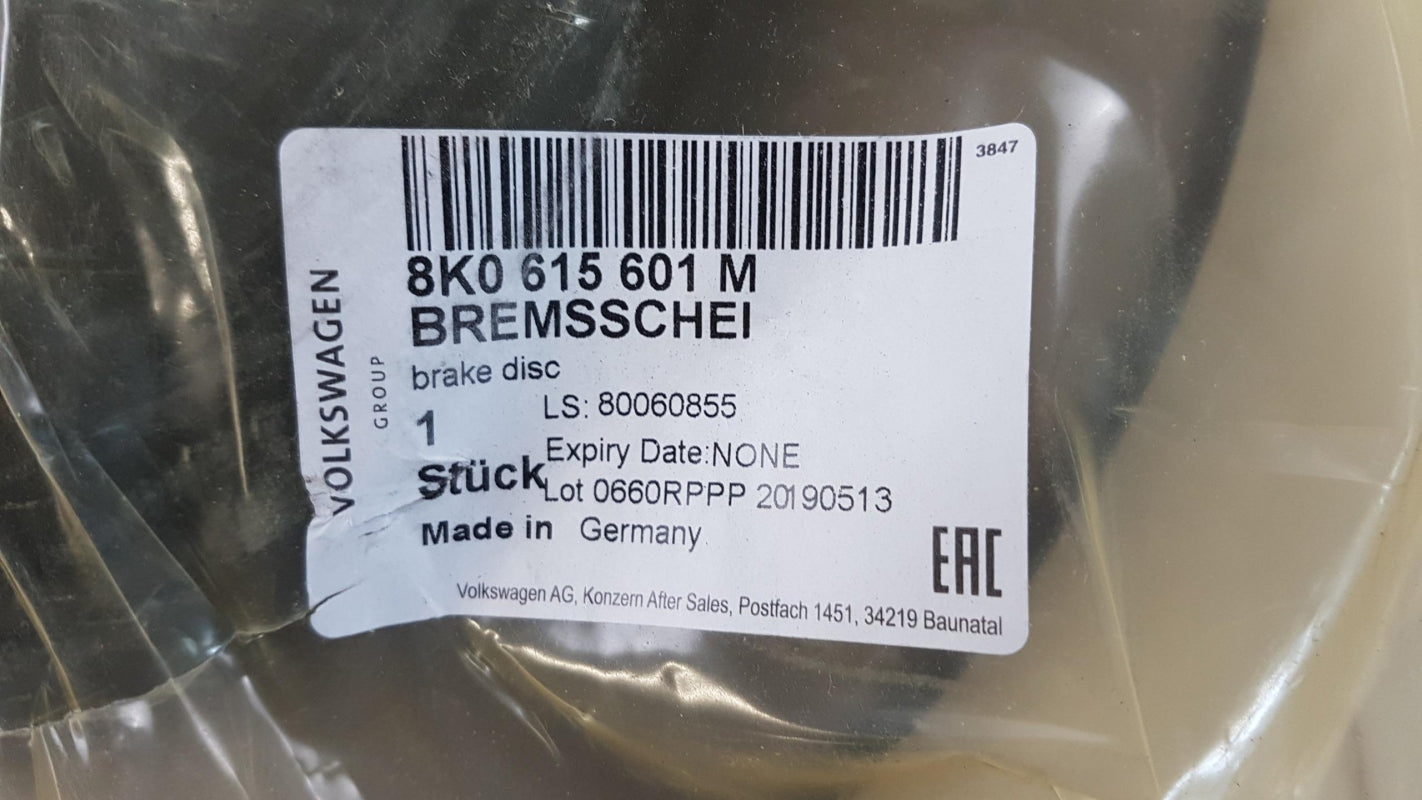 3847
8K0 615 601 M
BREMSSCHEI
brake disc
LS: 80060855
1
Expiry Date:NONE
Stück
Lot 0660RPPP 20190513
Made in Germany
EAC
Volkswagen AG, Konzern After Sales, Postfach 1451, 34219 Baunatal
VOLKSWAGEN
GROUP